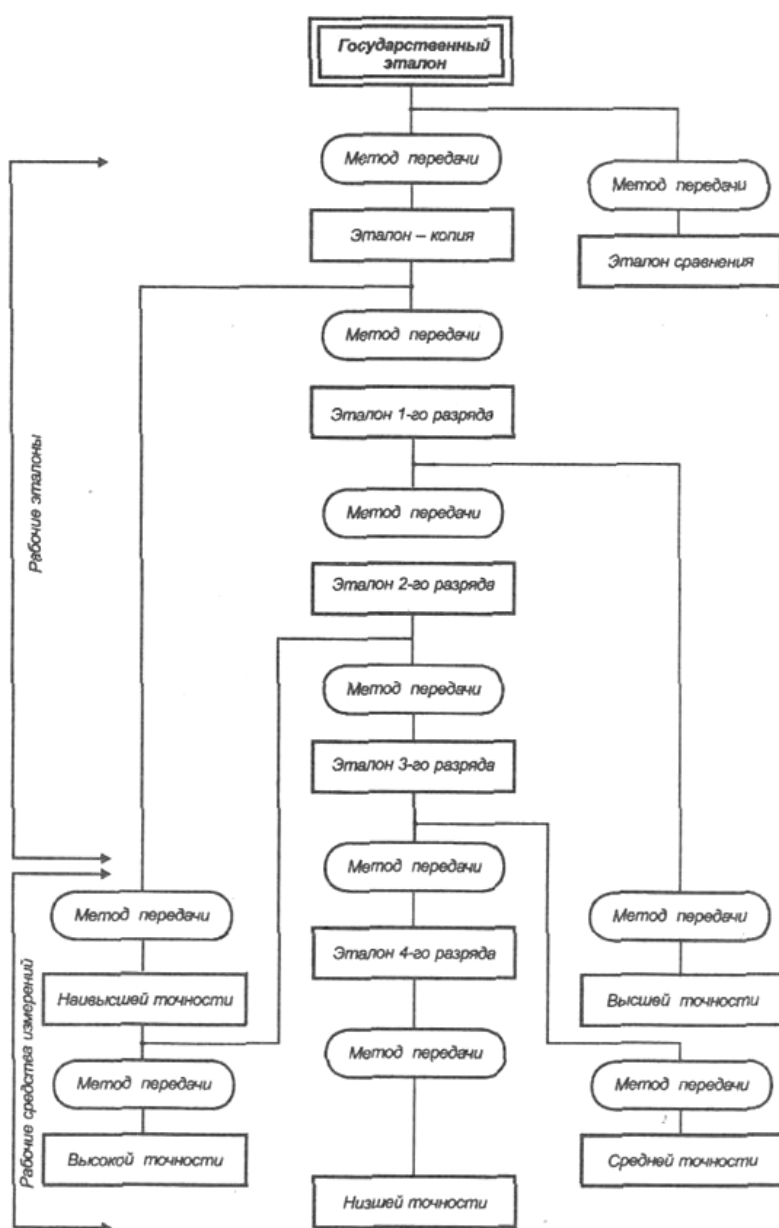 Государственный
эталон
Метод передачи
Метод передачи
Эталон – копия
Эталон сравнения
Метод передачи
Эталон 1-го разряда
Метод передачи
Рабочие эталоны
Эталон 2-го разряда
Метод передачи
Эталон 3-го разряда
Метод передачи
Метод передачи
Метод передачи
Эталон 4-го разряда
Рабочие средства измерений
Наивысшей точности
Высшей точности
Метод передачи
Метод передачи
Метод передачи
Высокой точности
Средней точности
Низшей точности